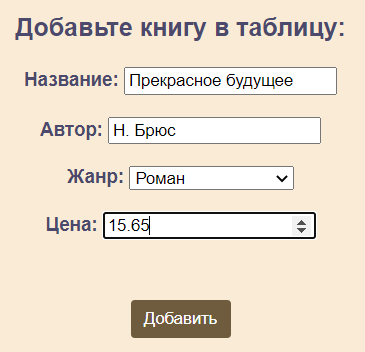 Добавьте книгу в таблицу:
Название: Прекрасное будущее
Автор: Н. Брюс
Жанр: Роман
Цена: 15.65
Добавить